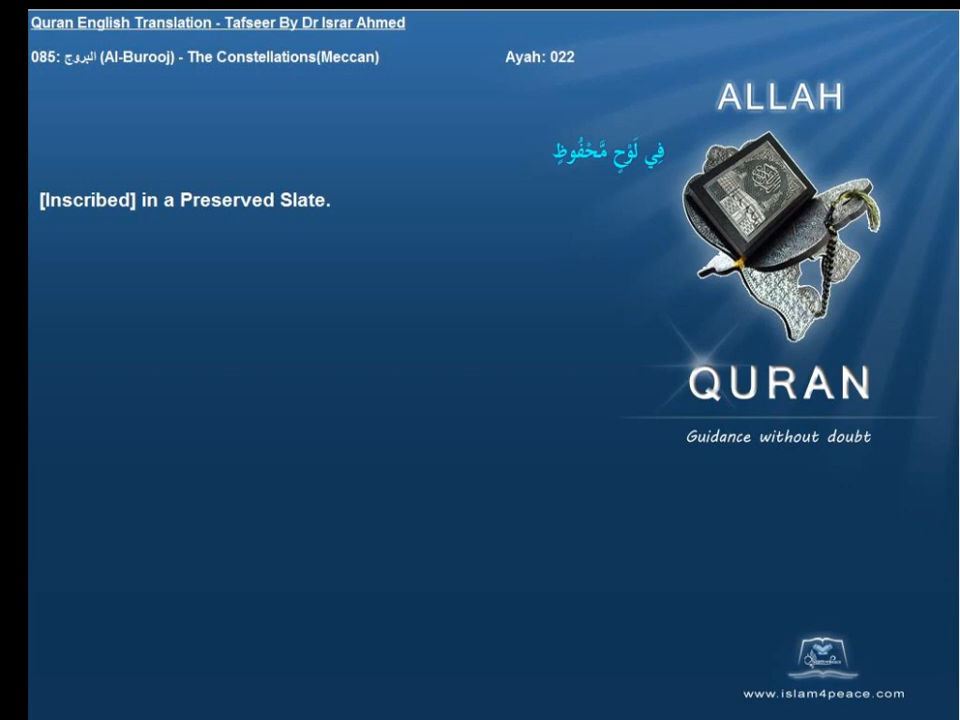 Quran English Translation - Tafseer By Dr Israr Ahmed
085: البروج (Al-Burooj) - The Constellations(Meccan) Ayah: 022
ALLAH
فِي لَوْحٍ مَّحْفُوظٍ
[Inscribed] in a Preserved Slate.
QURAN
Guidance without doubt
www.islam4peace.com